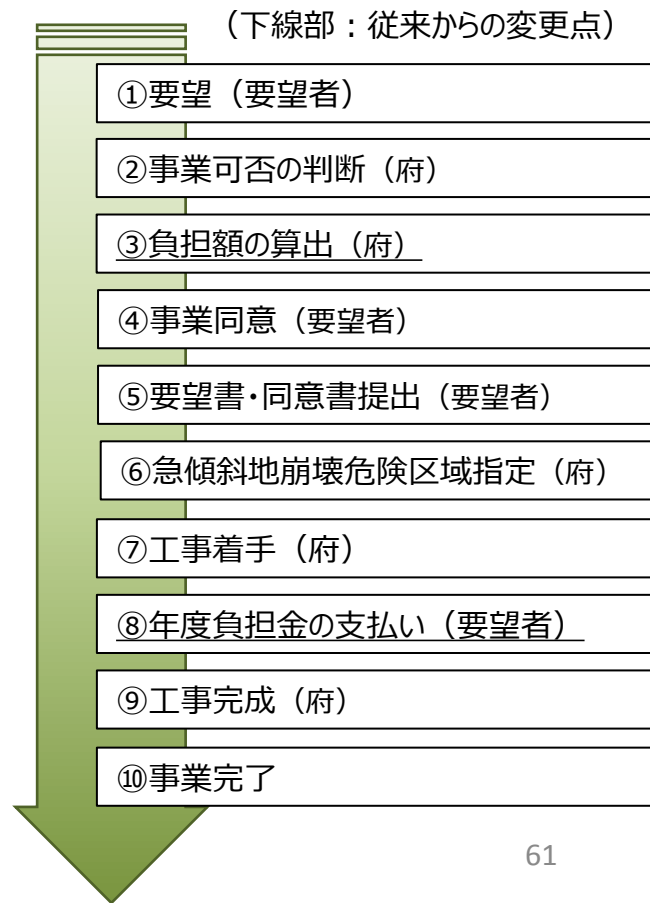 （下線部：従来からの変更点）
①要望（要望者）
②事業可否の判断（府）
③負担額の算出（府）
④事業同意（要望者）
⑤要望書・同意書提出（要望者）
⑥急傾斜地崩壊危険区域指定（府）
⑦工事着手（府）
⑧年度負担金の支払い（要望者）
⑨工事完成（府）
⑩事業完了
61